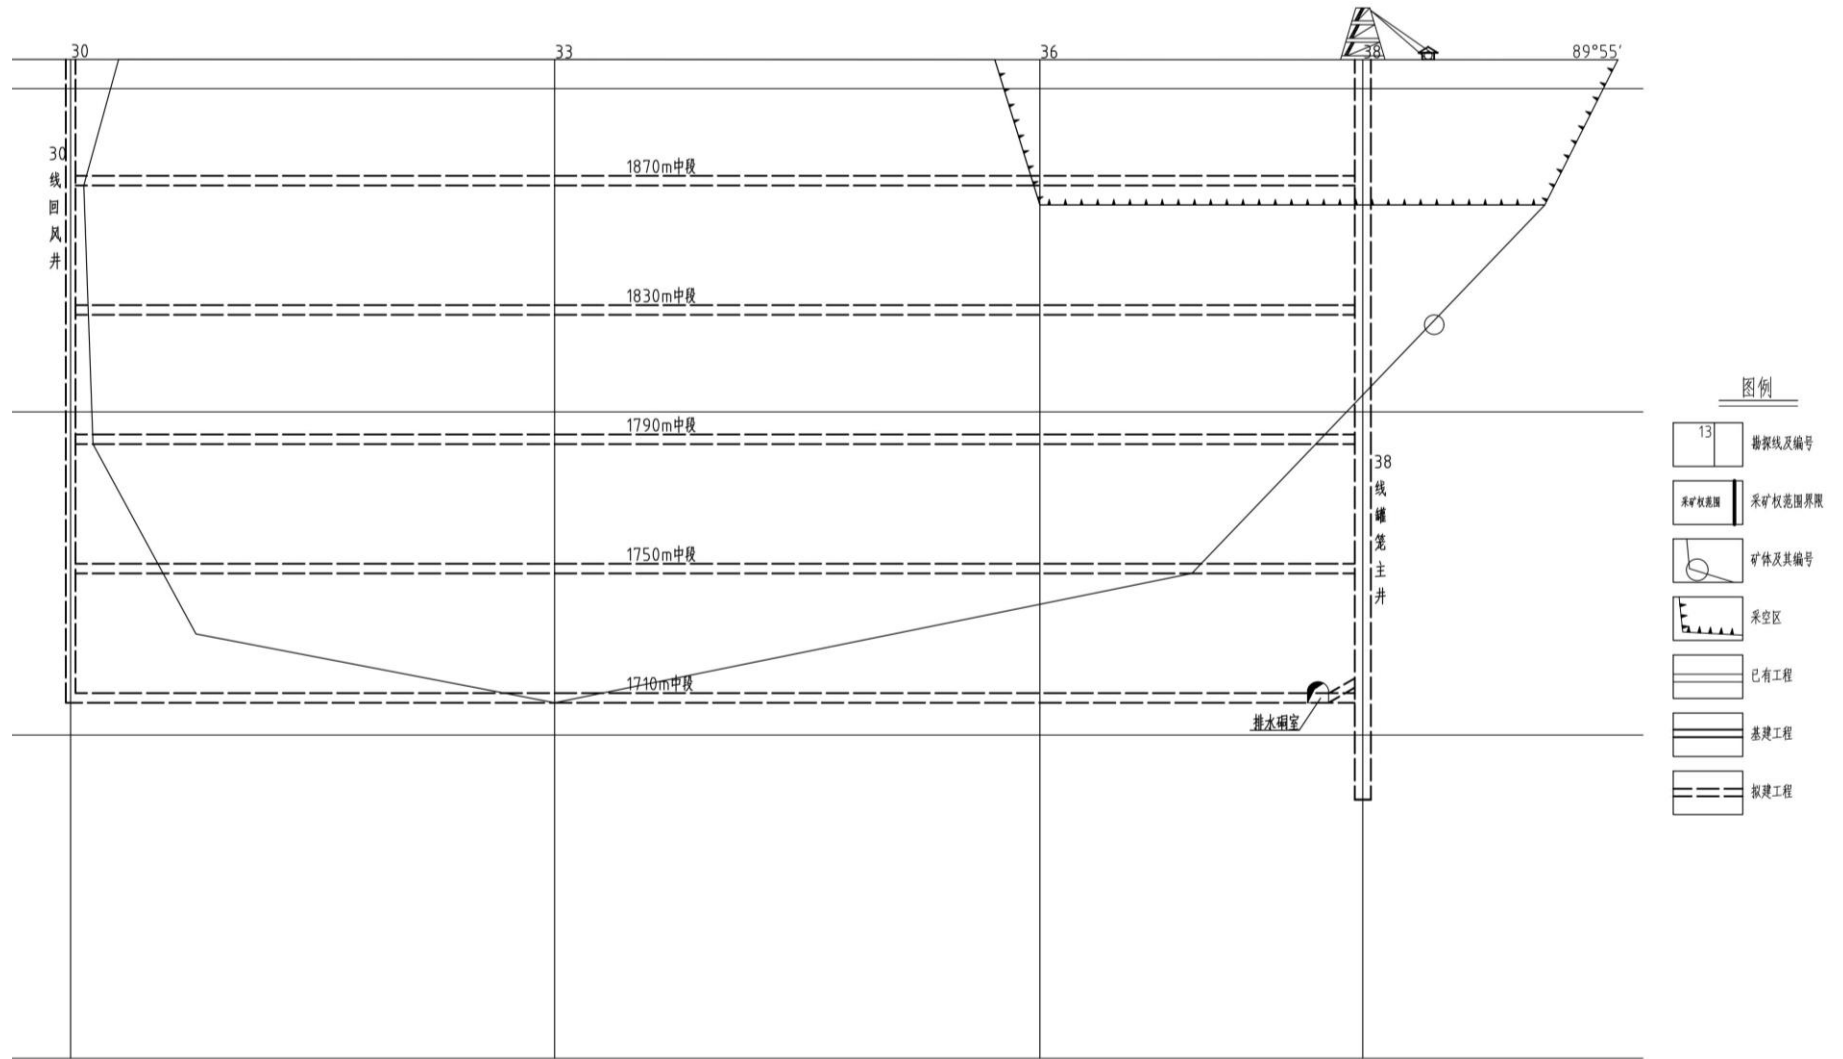 30
33
36
38
89°55′
30线回风井
1870m中段
1830m中段
1790m中段
38线罐笼主井
1750m中段
1710m中段
排水硐室
图例
13
勘探线及编号
采矿权范围
采矿权范围界限
矿体及其编号
采空区
已有工程
基建工程
拟建工程